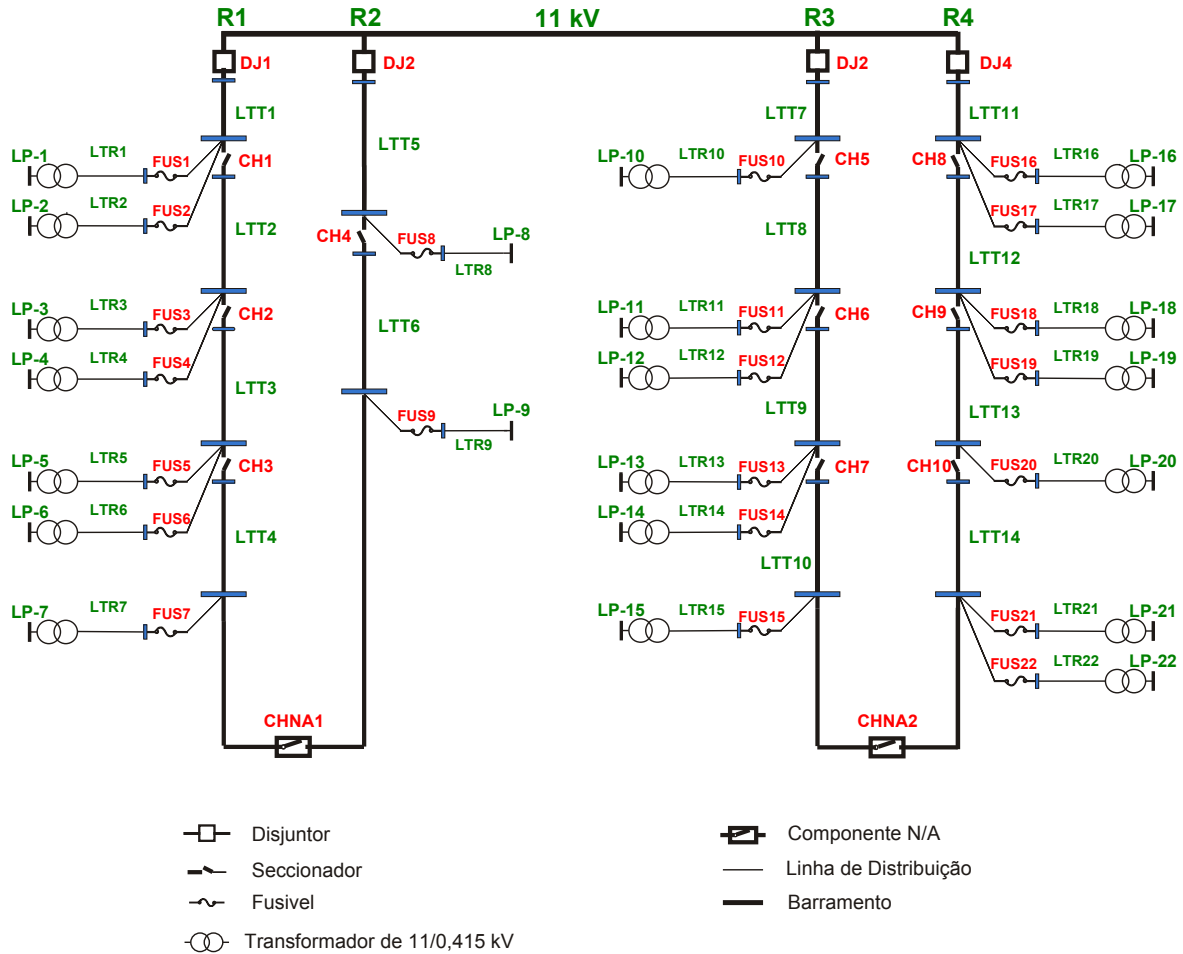 R1 R2 11 kV R3 R4
DJ1 DJ2 DJ2 DJ4
LTT1 LTT7 LTT11
LTT5
LP-1 LTR1 FUS1 CH1
LP-10 LTR10 FUS10 CH5
CH8 FUS16 LTR16 LP-16
LP-2 LTR2 FUS2
FUS17 LTR17 LP-17
CH4 FUS8 LP-8
LTR8
LTT2 LTT8 LTT12
LP-3 LTR3 FUS3 CH2
LP-11 LTR11 FUS11 CH6
CH9 FUS18 LTR18 LP-18
LTT6
LP-4 LTR4 FUS4
LP-12 LTR12 FUS12
FUS19 LTR19 LP-19
LTT3 LTT9 LTT13
FUS9 LP-9
LTR9
LP-5 LTR5 FUS5 CH3
LP-13 LTR13 FUS13 CH7
CH10 FUS20 LTR20 LP-20
LP-6 LTR6 FUS6
LP-14 LTR14 FUS14
LTT4 LTT10 LTT14
LP-7 LTR7 FUS7
LP-15 LTR15 FUS15
FUS21 LTR21 LP-21
FUS22 LTR22 LP-22
CHNA1 CHNA2
Disjuntor
Seccionador
Fusivel
Transformador de 11/0,415 kV
Componente N/A
Linha de Distribuição
Barramento